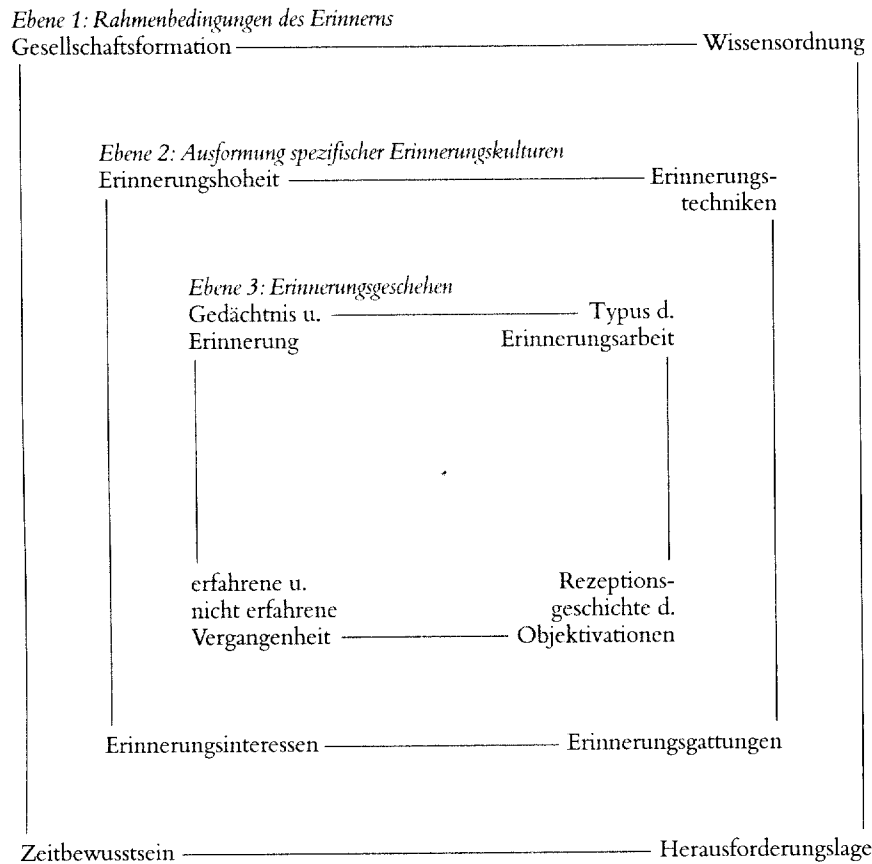 Ebene 1: Rahmenbedingungen des Erinnerns
Gesellschaftsformation Wissensordnung
Ebene 2: Ausformung spezifischer Erinnerungskulturen
Erinnerungshoheit Erinnerungs-
techniken
Ebene 3: Erinnerungsgeschehen
Gedächtnis u. Typus d.
Erinnerung Erinnerungsarbeit
erfahrene u. Rezeptions-
nicht erfahrene geschichte d.
Vergangenheit Objektivationen
Erinnerungsinteressen Erinnerungsgattungen
Zeitbewusstsein Herausforderungslage